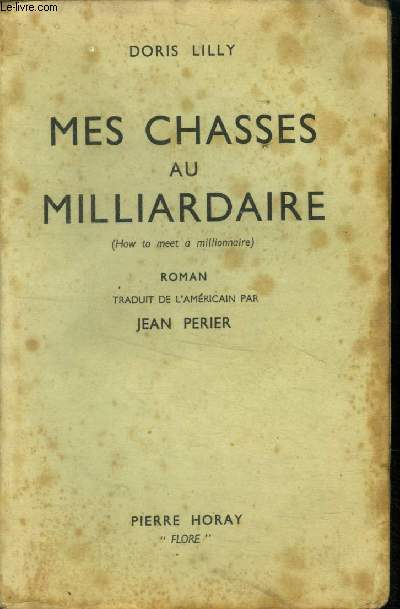 Le-livre.com
DORIS LILLY
MES CHASSES
AU
MILLIARDAIRE
(How to meet a millionnaire)
ROMAN
TRADUIT DE L'AMÉRICAIN PAR
JEAN PERIER
PIERRE HORAY
" FLORE "